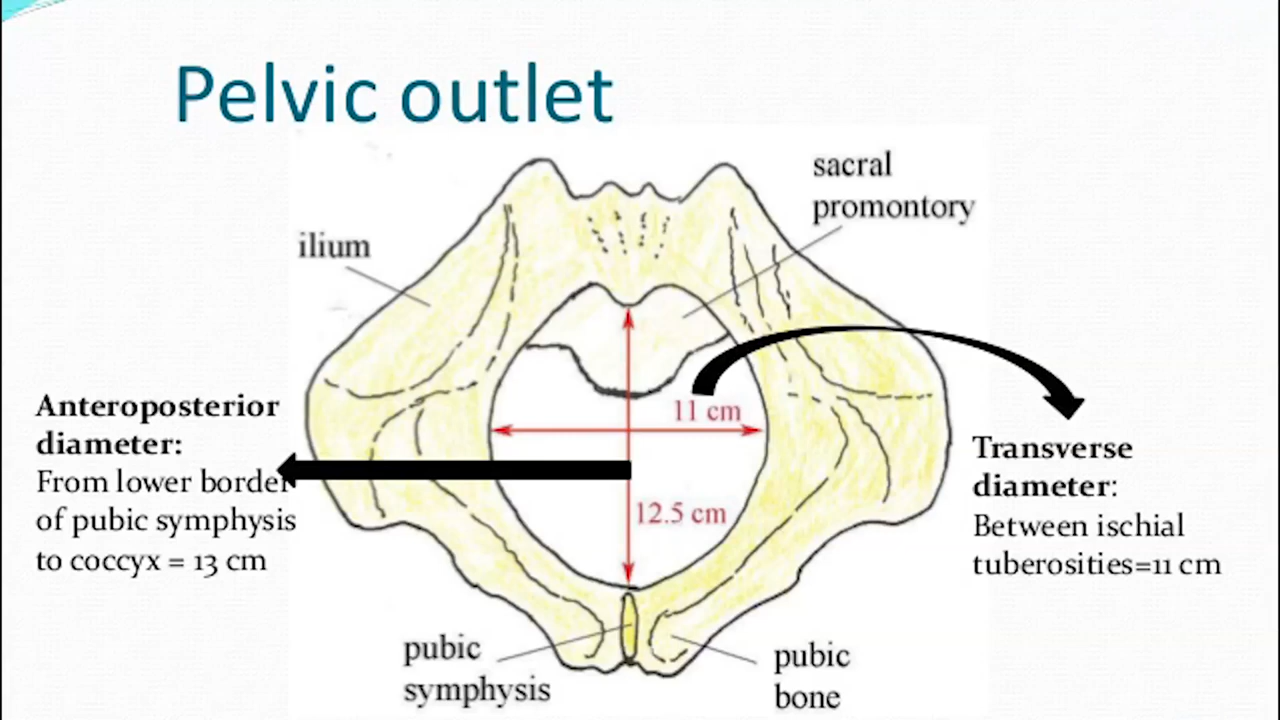 Pelvic outlet
sacral
promontory
ilium
Anteroposterior
diameter:
From lower border
of pubic symphysis
to coccyx = 13 cm
11 cm
12.5 cm
Transverse
diameter:
Between ischial
tuberosities=11 cm
pubic
symphysis
pubic
bone